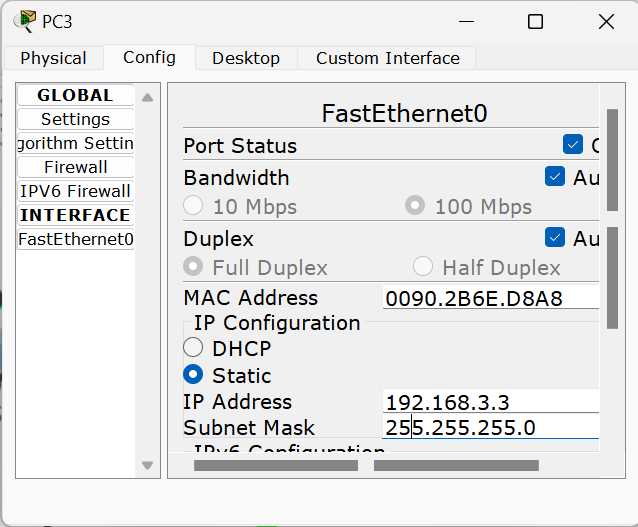 PC3
Physical Config Desktop Custom Interface
GLOBAL
Settings
gorithm Settin
Firewall
IPV6 Firewall
INTERFACE
FastEthernet0
FastEthernet0
Port Status
Bandwidth Au
10 Mbps 100 Mbps
Duplex Au
Full Duplex Half Duplex
MAC Address 0090.2B6E.D8A8
IP Configuration
DHCP
Static
IP Address 192.168.3.3
Subnet Mask 255.255.255.0
IPv6 Configuration